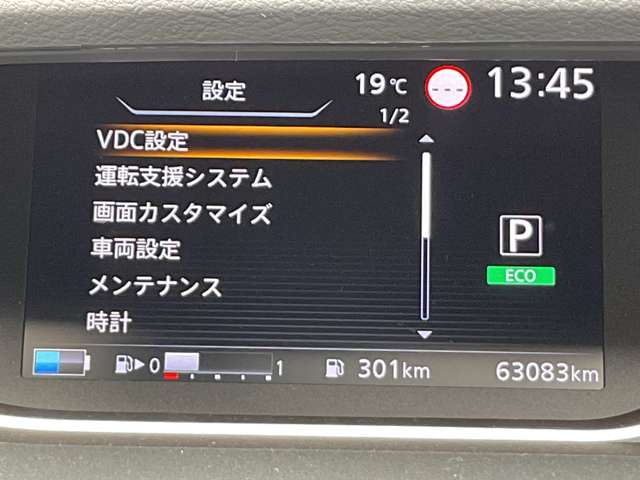 設定
19℃
---
13:45
1/2
VDC設定
運転支援システム
画面カスタマイズ
車両設定
メンテナンス
時計
P
ECO
0 1 301km 63083km